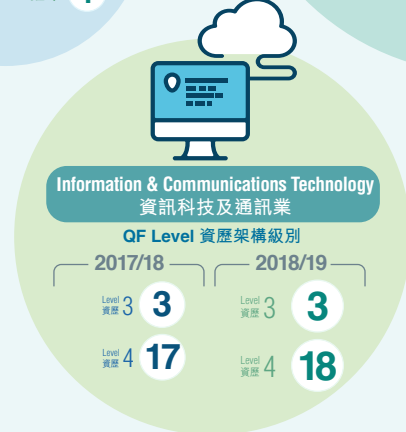 Information & Communications Technology
資訊科技及通訊業
QF Level 資歷架構級別
2017/18 2018/19
Level 資歷 3 3 Level 資歷 3 3
Level 資歷 4 17 Level 資歷 4 18